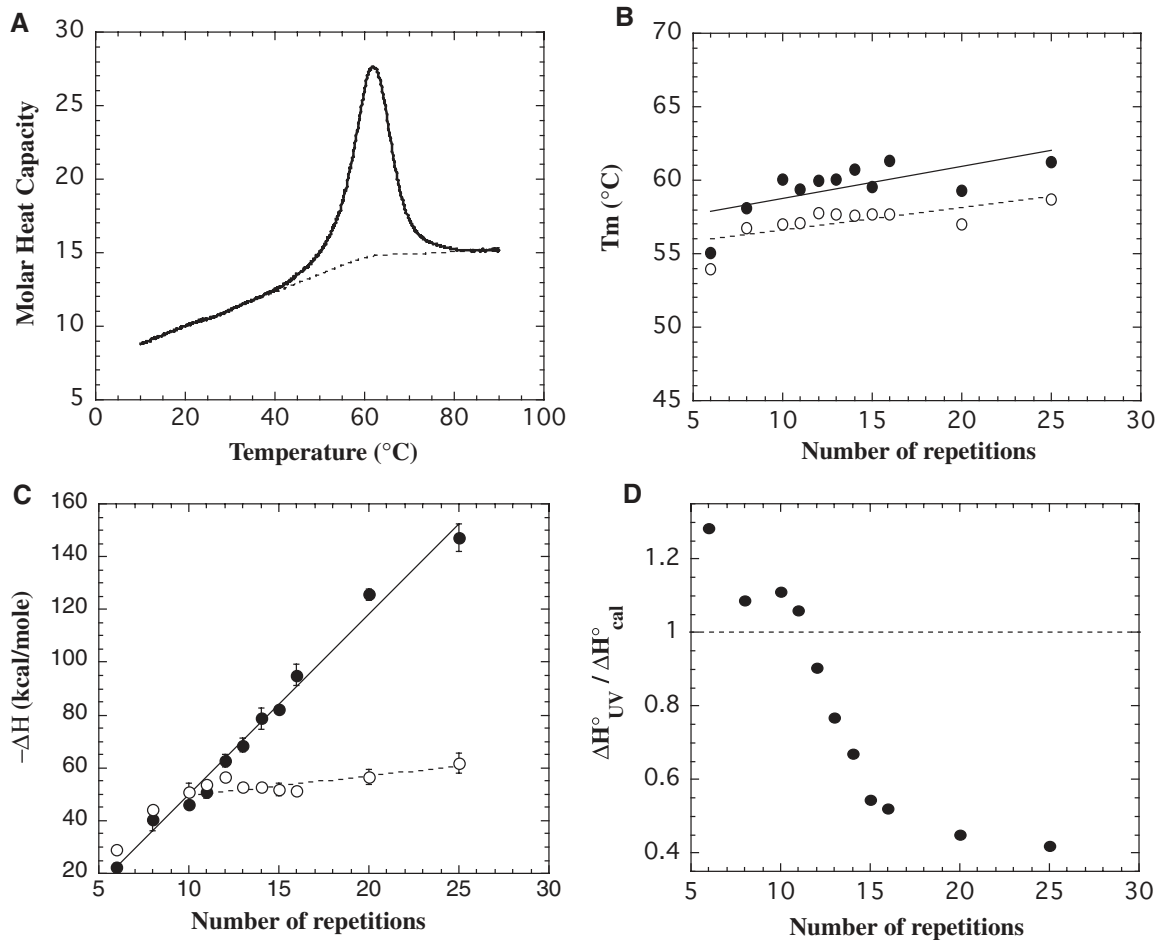 A
Molar Heat Capacity
30
25
20
15
10
5
0 20 40 60 80 100
Temperature (°C)
B
Tm (°C)
70
65
60
55
50
45
5 10 15 20 25 30
Number of repetitions
C
−ΔH (kcal/mole)
160
140
120
100
80
60
40
20
5 10 15 20 25 30
Number of repetitions
D
ΔH°UV / ΔH°cal
1.2
1
0.8
0.6
0.4
5 10 15 20 25 30
Number of repetitions